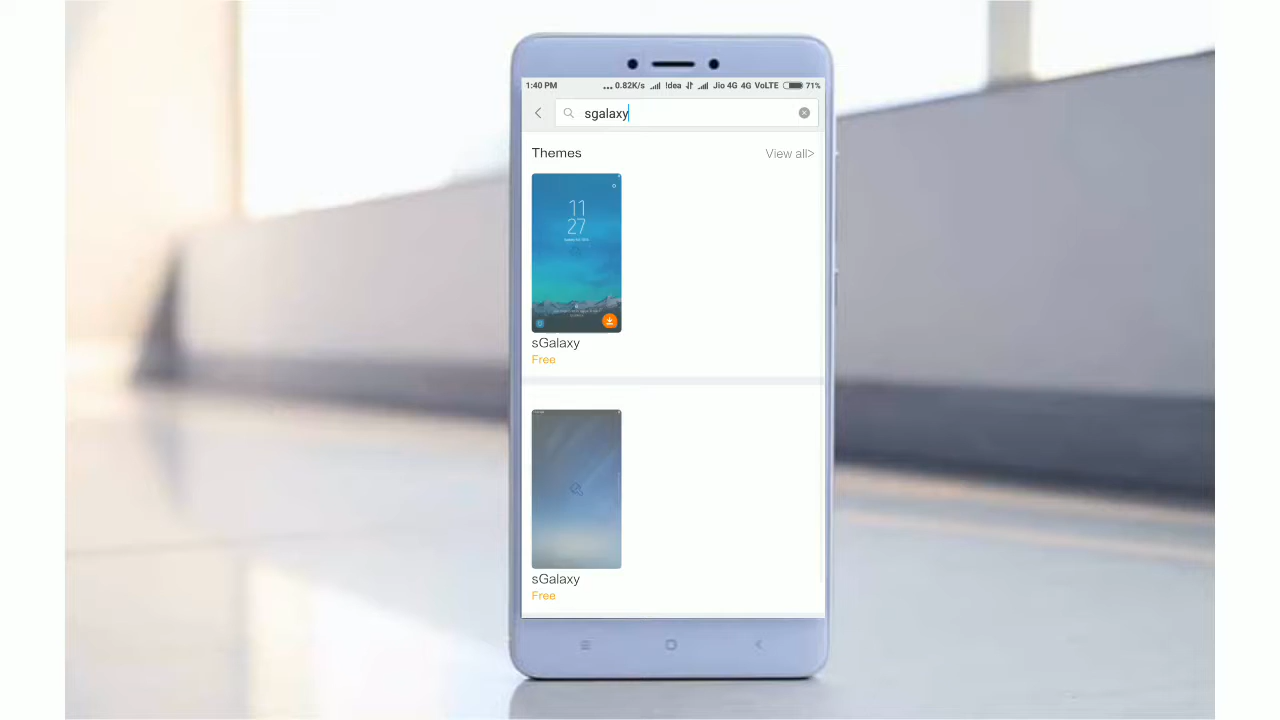 1:40 PM ... 0.82K/s !dea Jio 4G 4G VoLTE 71%
sgalaxy
Themes View all>
11
27
sGalaxy
Free
sGalaxy
Free